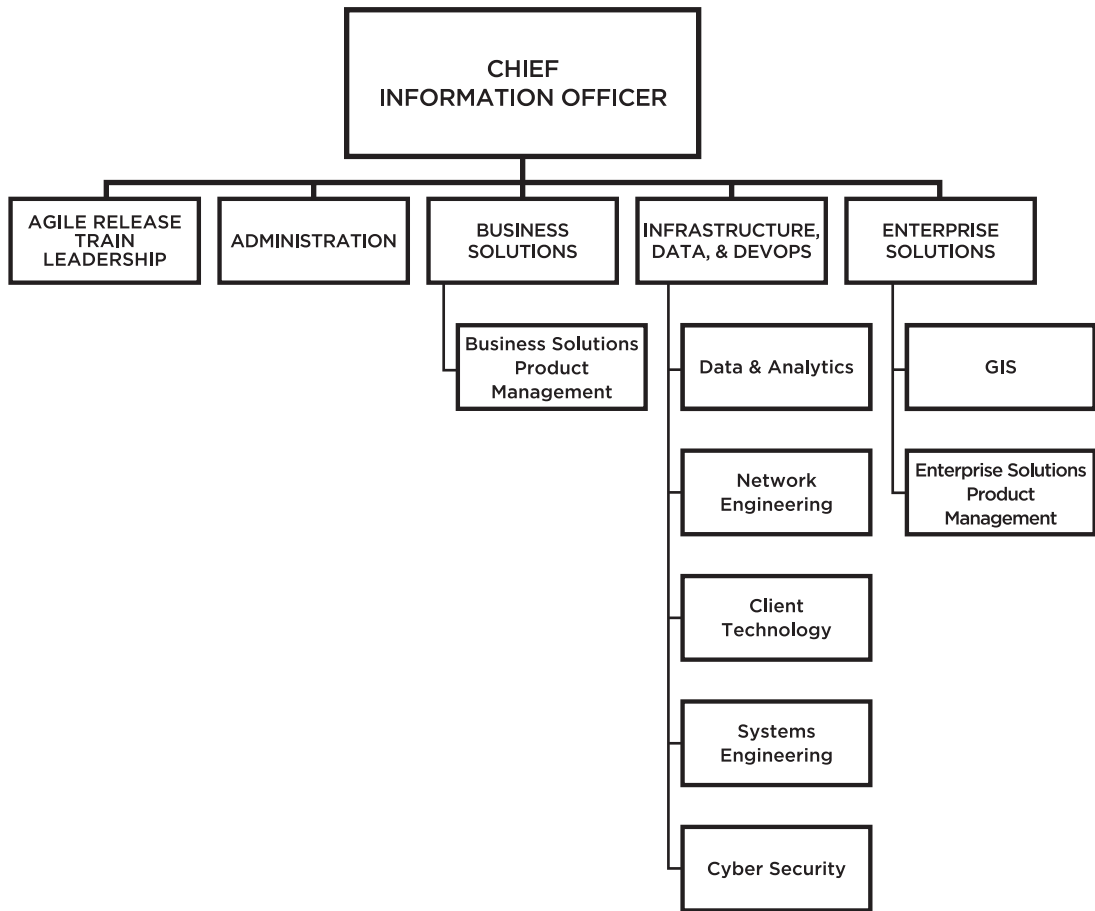 CHIEF
INFORMATION OFFICER
AGILE RELEASE
TRAIN
LEADERSHIP
ADMINISTRATION
BUSINESS
SOLUTIONS
INFRASTRUCTURE,
DATA, & DEVOPS
ENTERPRISE
SOLUTIONS
Business Solutions
Product
Management
Data & Analytics
Network
Engineering
Client
Technology
Systems
Engineering
Cyber Security
GIS
Enterprise Solutions
Product
Management